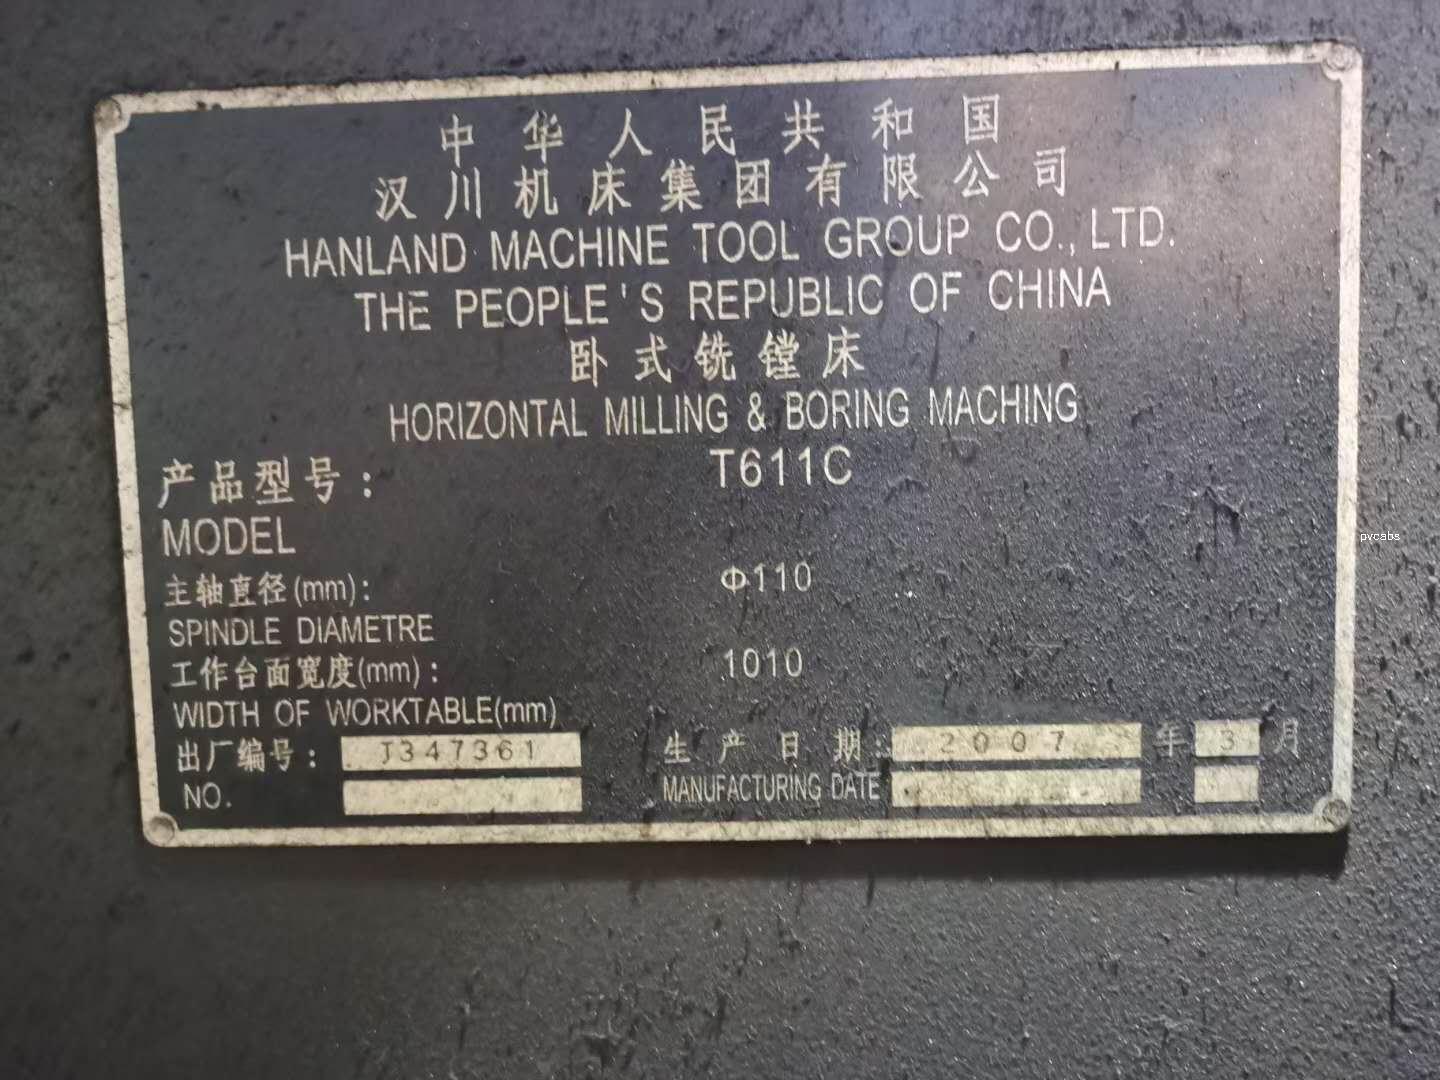 中华人民共和国
汉川机床集团有限公司
HANLAND MACHINE TOOL GROUP CO., LTD.
THE PEOPLE'S REPUBLIC OF CHINA
卧式铣镗床
HORIZONTAL MILLING & BORING MACHING
产品型号： T611C
MODEL
主轴直径(mm): Φ110
SPINDLE DIAMETRE
工作台面宽度(mm): 1010
WIDTH OF WORKTABLE(mm)
出厂编号： J347361 生产日期： 2007 年 3 月
NO. MANUFACTURING DATE
pvcabs